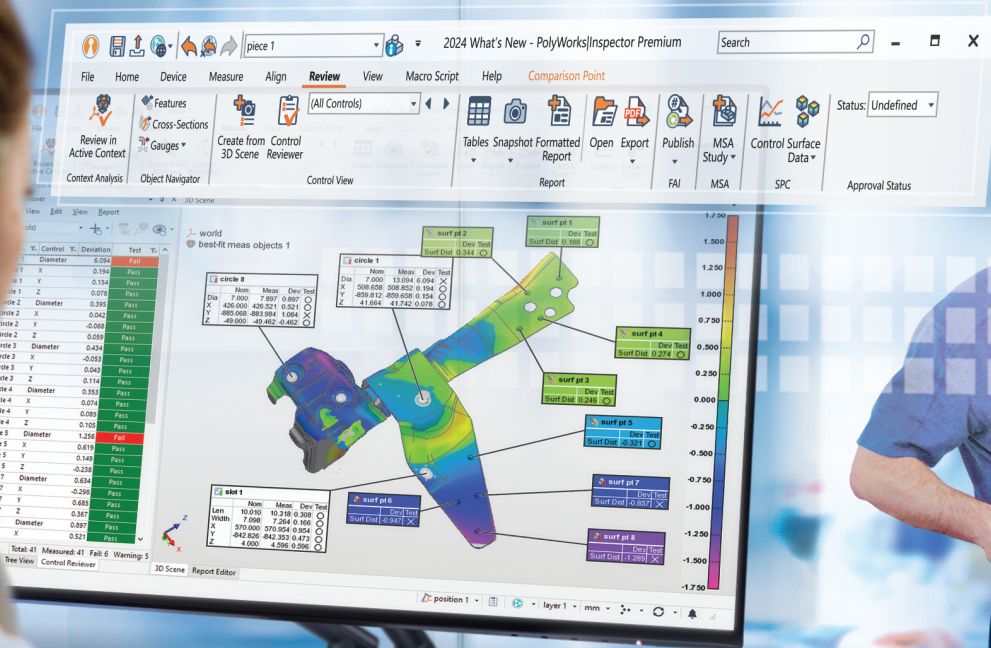 piece 1
2024 What's New - PolyWorks|Inspector Premium
Search
File Home Device Measure Align Review View Macro Script Help Comparison Point
Review in
Active Context
Context Analysis
Features
Cross-Sections
Gauges
Object Navigator
Create from
3D Scene
Control
Reviewer
(All Controls)
Control View
Tables Snapshot Formatted
Report
Open Export
Report
Publish
FAI
MSA
Study
MSA
Control Surface
Data
SPC
Status: Undefined
Approval Status
View Edit View Report
Control Deviation Test
Diameter 6.094 Fail
X 0.194 Pass
Y 0.154 Pass
Z 0.078 Pass
Diameter 0.395 Pass
X 0.042 Pass
Y -0.068 Pass
Z 0.059 Pass
Diameter 0.434 Pass
X -0.053 Pass
Y 0.043 Pass
Z 0.114 Pass
Diameter 0.353 Pass
X 0.074 Pass
Y 0.085 Pass
Z 0.105 Pass
Diameter 1.256 Fail
X 0.619 Pass
Y 0.149 Pass
Z -0.238 Pass
Diameter 0.634 Pass
X -0.298 Pass
Y 0.685 Pass
Z 0.367 Pass
Diameter 0.897 Pass
X 0.521 Pass
Total: 41 Measured: 41 Fail: 6 Warning: 5
Tree View Control Reviewer
3D Scene
world
best-fit meas objects 1
circle 8
Nom Meas Dev Test
Dia 7.000 7.897 0.897
X 426.000 426.521 0.521
Y -885.068 -883.984 1.084
Z -49.000 -49.462 -0.462
circle 1
Nom Meas Dev Test
Dia 7.000 13.094 6.094
X 508.658 508.852 0.194
Y -859.812 -859.658 0.154
Z 41.664 41.742 0.078
surf pt 2
Dev Test
Surf Dist 0.344
surf pt 1
Dev Test
Surf Dist 0.188
surf pt 4
Dev Test
Surf Dist 0.274
surf pt 3
Dev Test
Surf Dist 0.246
surf pt 5
Dev Test
Surf Dist -0.321
surf pt 7
Dev Test
Surf Dist -0.857
surf pt 6
Dev Test
Surf Dist -0.947
surf pt 8
Dev Test
Surf Dist -1.289
slot 1
Nom Meas Dev Test
Len 10.010 10.318 0.308
Width 7.098 7.264 0.166
X 570.000 570.954 0.954
Y -842.826 -842.353 0.473
Z 4.000 4.596 0.596
1.750
1.500
1.250
1.000
0.750
0.500
0.250
0.000
-0.250
-0.500
-0.750
-1.000
-1.250
-1.500
-1.750
Z
X
3D Scene Report Editor
position 1 layer 1 mm